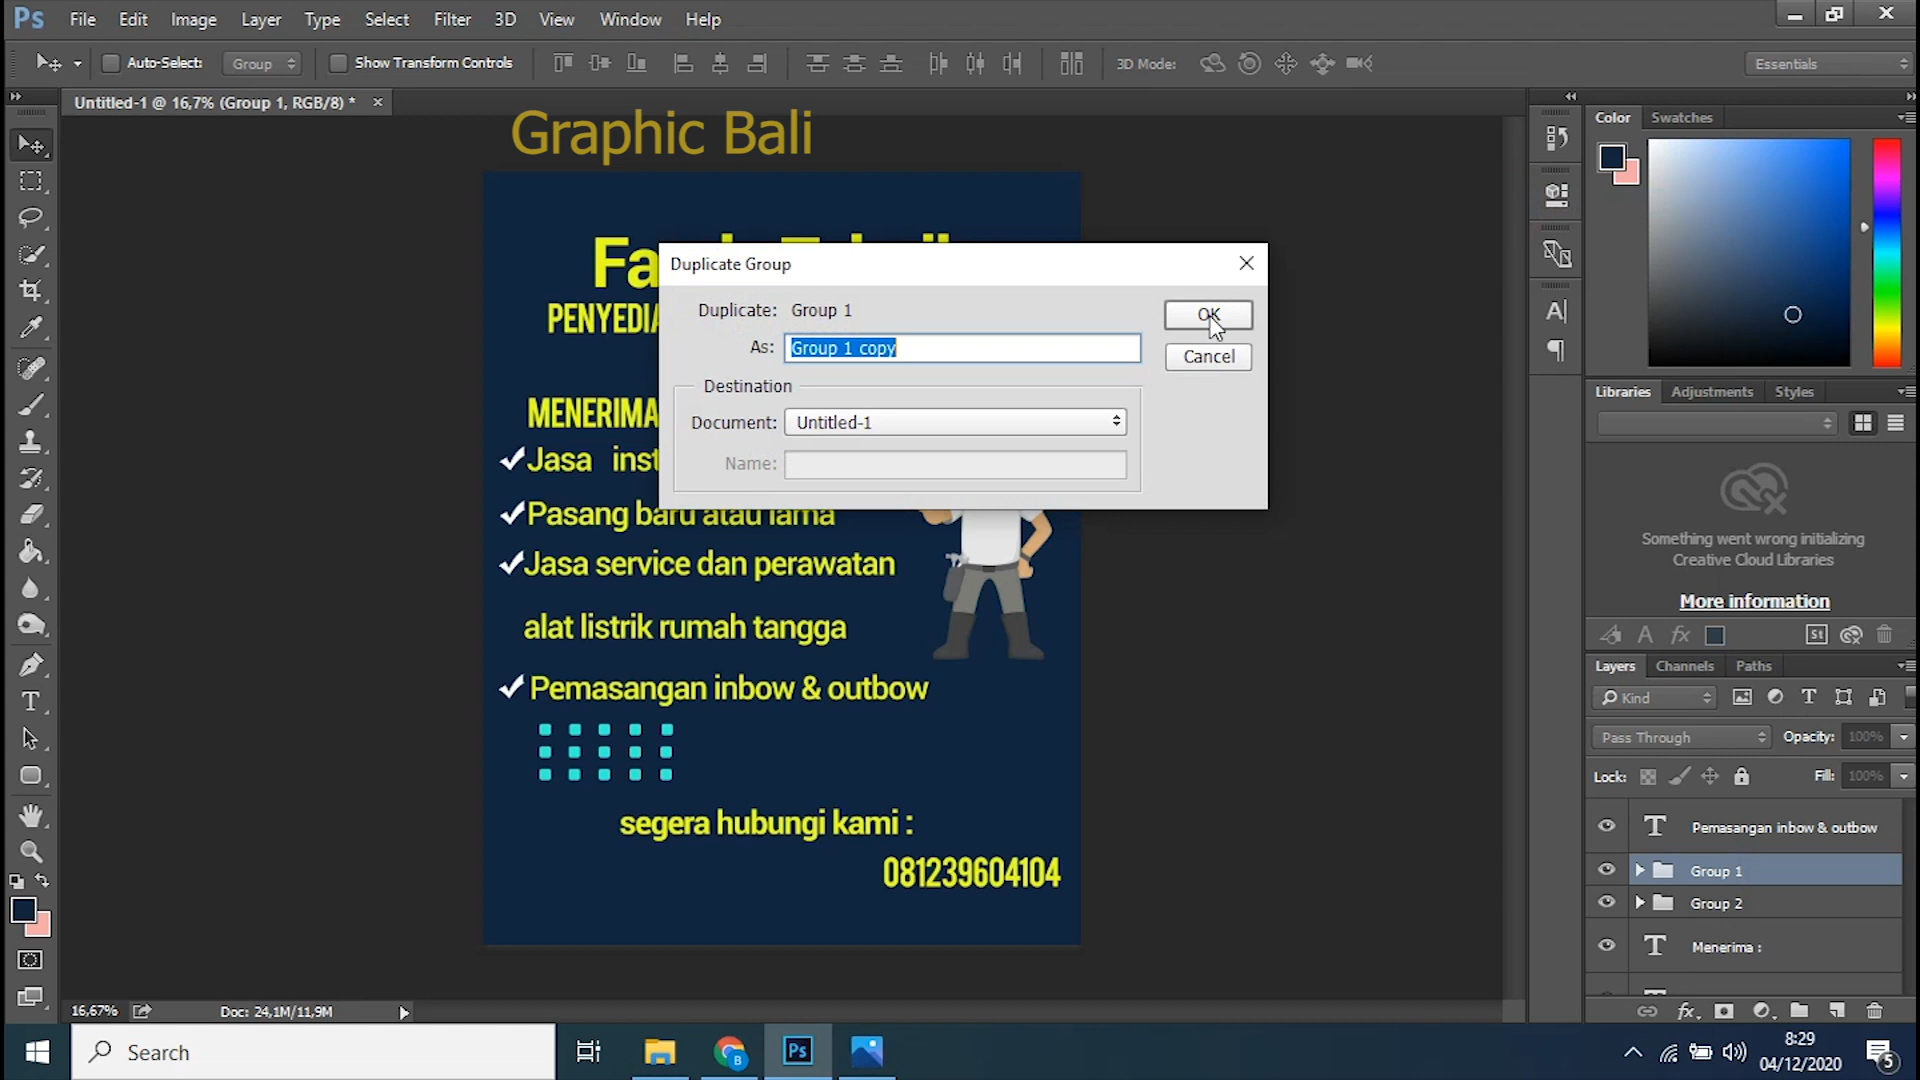 Ps File Edit Image Layer Type Select Filter 3D View Window Help
Auto-Select: Group Show Transform Controls 3D Mode: Essentials
Untitled-1 @ 16,7% (Group 1, RGB/8) * ×
Graphic Bali
PENYEDIA
MENERIMA
Jasa inst
Pasang baru atau lama
Jasa service dan perawatan
alat listrik rumah tangga
Pemasangan inbow & outbow
segera hubungi kami :
081239604104
Duplicate Group
Duplicate: Group 1
As: Group 1 copy
Destination
Document: Untitled-1
Name:
OK
Cancel
Color Swatches
Libraries Adjustments Styles
Something went wrong initializing
Creative Cloud Libraries
More information
Layers Channels Paths
Kind
Pass Through Opacity: 100%
Lock: Fill: 100%
Pemasangan inbow & outbow
Group 1
Group 2
Menerima :
16,67% Doc: 24,1M/11,9M
Search
8:29
04/12/2020
5